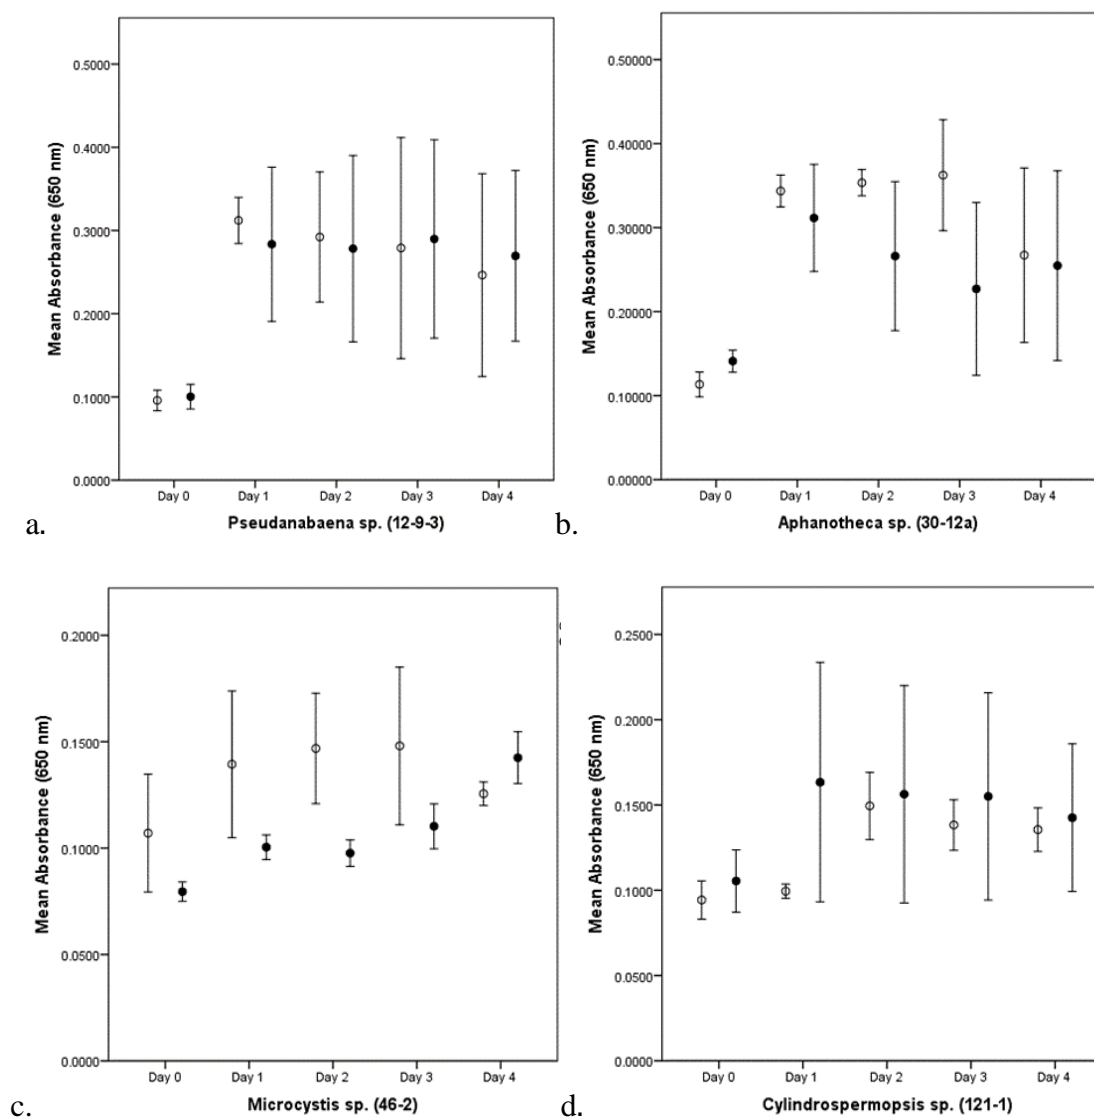 Mean Absorbance (650 nm)
0.5000
0.4000
0.3000
0.2000
0.1000
0.0000
Day 0 Day 1 Day 2 Day 3 Day 4
a. Pseudanabaena sp. (12-9-3)
Mean Absorbance (650 nm)
0.50000
0.40000
0.30000
0.20000
0.10000
0.00000
Day 0 Day 1 Day 2 Day 3 Day 4
b. Aphanotheca sp. (30-12a)
Mean Absorbance (650 nm)
0.2000
0.1500
0.1000
0.0500
0.0000
Day 0 Day 1 Day 2 Day 3 Day 4
c. Microcystis sp. (46-2)
Mean Absorbance (650 nm)
0.2500
0.2000
0.1500
0.1000
0.0500
0.0000
Day 0 Day 1 Day 2 Day 3 Day 4
d. Cylindrospermopsis sp. (121-1)